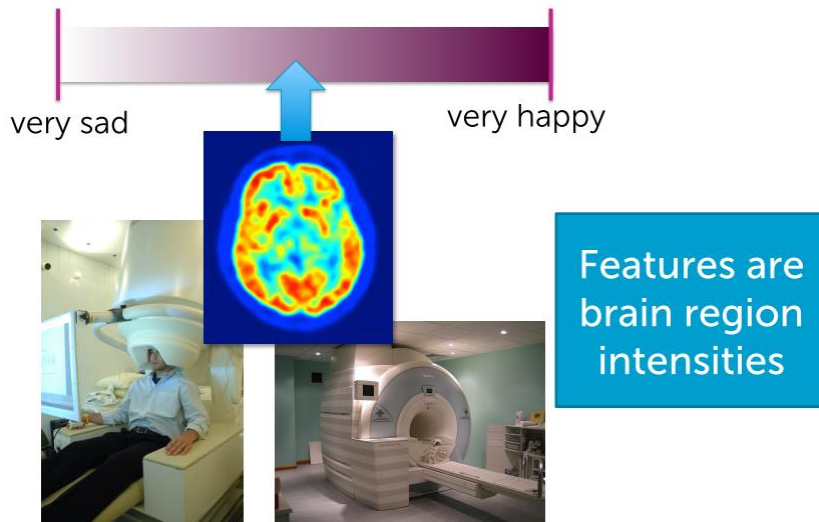 very sad
very happy
Features are
brain region
intensities